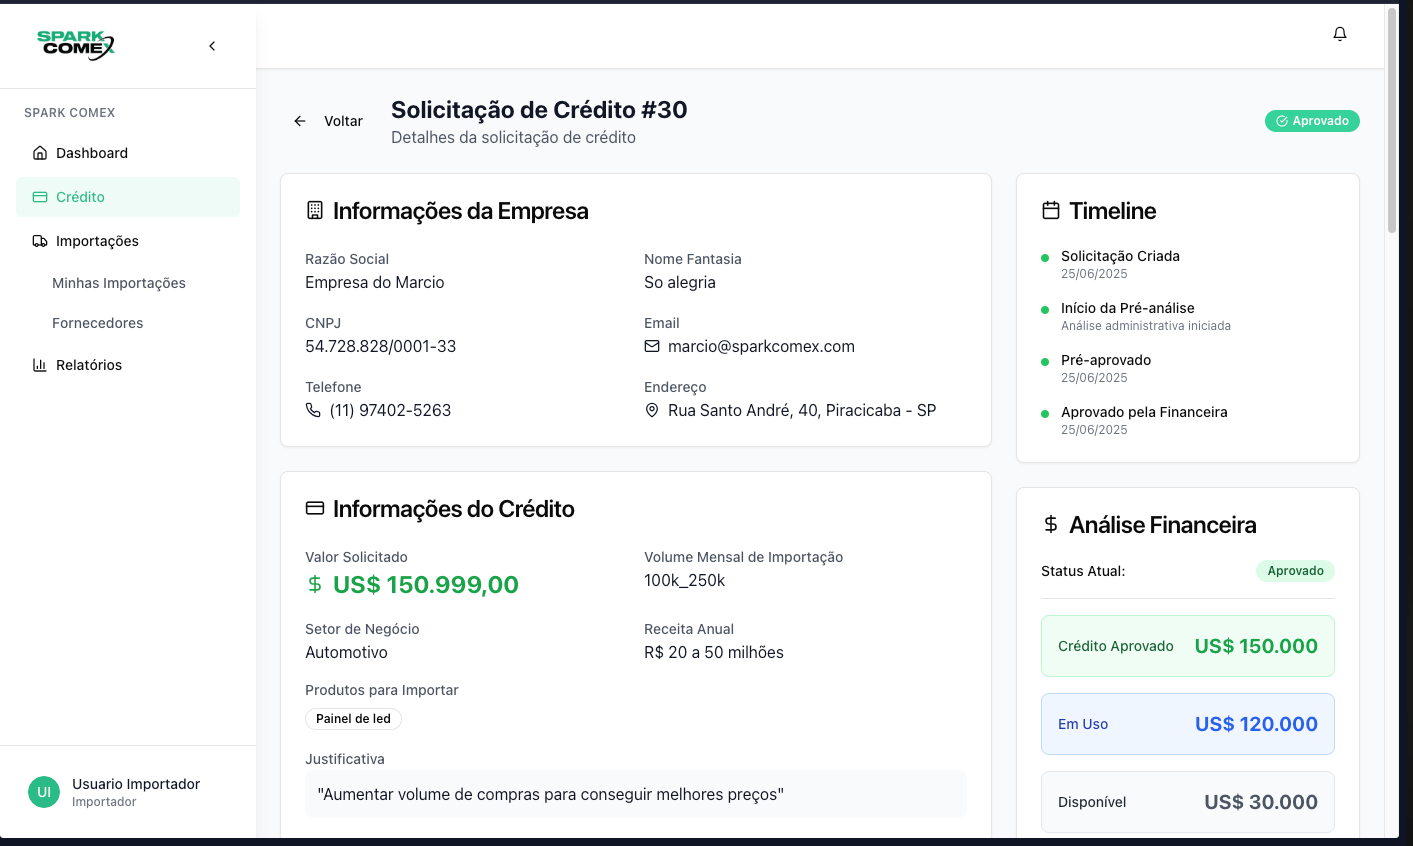 SPARK
COMEX
SPARK COMEX
Dashboard
Crédito
Importações
Minhas Importações
Fornecedores
Relatórios
UI
Usuario Importador
Importador
Voltar
Solicitação de Crédito #30
Detalhes da solicitação de crédito
Aprovado
Informações da Empresa
Razão Social
Empresa do Marcio
Nome Fantasia
So alegria
CNPJ
54.728.828/0001-33
Email
marcio@sparkcomex.com
Telefone
(11) 97402-5263
Endereço
Rua Santo André, 40, Piracicaba - SP
Informações do Crédito
Valor Solicitado
$ US$ 150.999,00
Volume Mensal de Importação
100k_250k
Setor de Negócio
Automotivo
Receita Anual
R$ 20 a 50 milhões
Produtos para Importar
Painel de led
Justificativa
"Aumentar volume de compras para conseguir melhores preços"
Timeline
Solicitação Criada
25/06/2025
Início da Pré-análise
Análise administrativa iniciada
Pré-aprovado
25/06/2025
Aprovado pela Financeira
25/06/2025
$ Análise Financeira
Status Atual:
Aprovado
Crédito Aprovado
US$ 150.000
Em Uso
US$ 120.000
Disponível
US$ 30.000